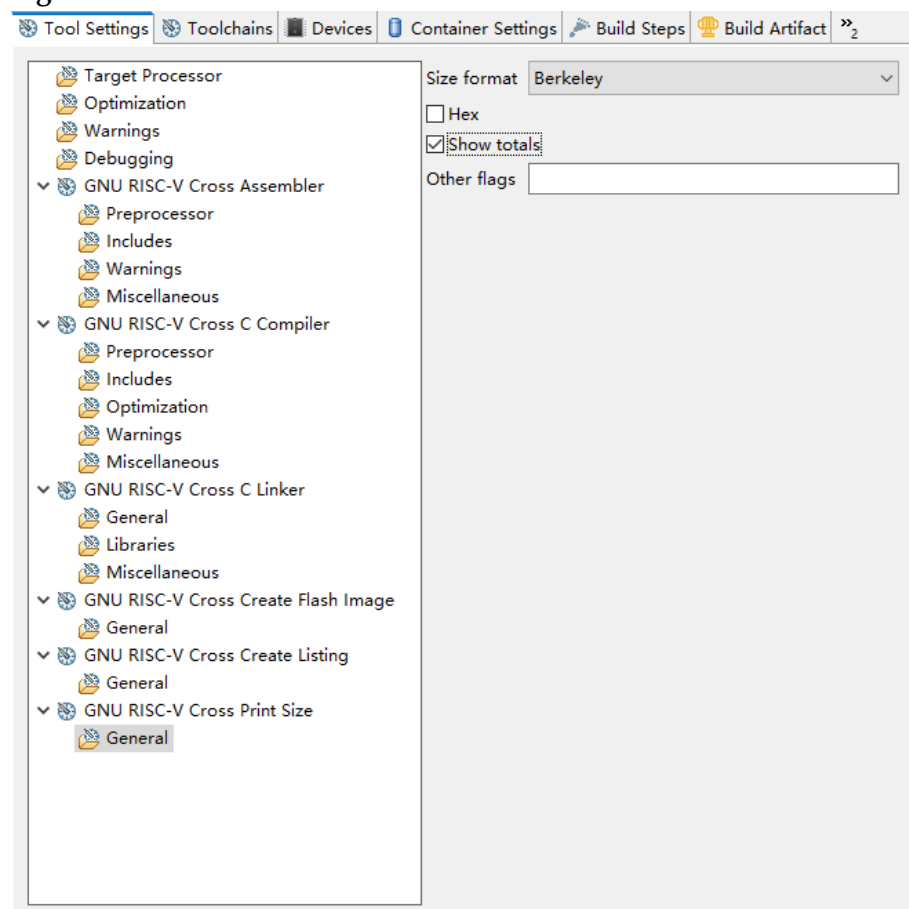 Tool Settings Toolchains Devices Container Settings Build Steps Build Artifact »2
Target Processor
Optimization
Warnings
Debugging
GNU RISC-V Cross Assembler
Preprocessor
Includes
Warnings
Miscellaneous
GNU RISC-V Cross C Compiler
Preprocessor
Includes
Optimization
Warnings
Miscellaneous
GNU RISC-V Cross C Linker
General
Libraries
Miscellaneous
GNU RISC-V Cross Create Flash Image
General
GNU RISC-V Cross Create Listing
General
GNU RISC-V Cross Print Size
General
Size format Berkeley
Hex
Show totals
Other flags